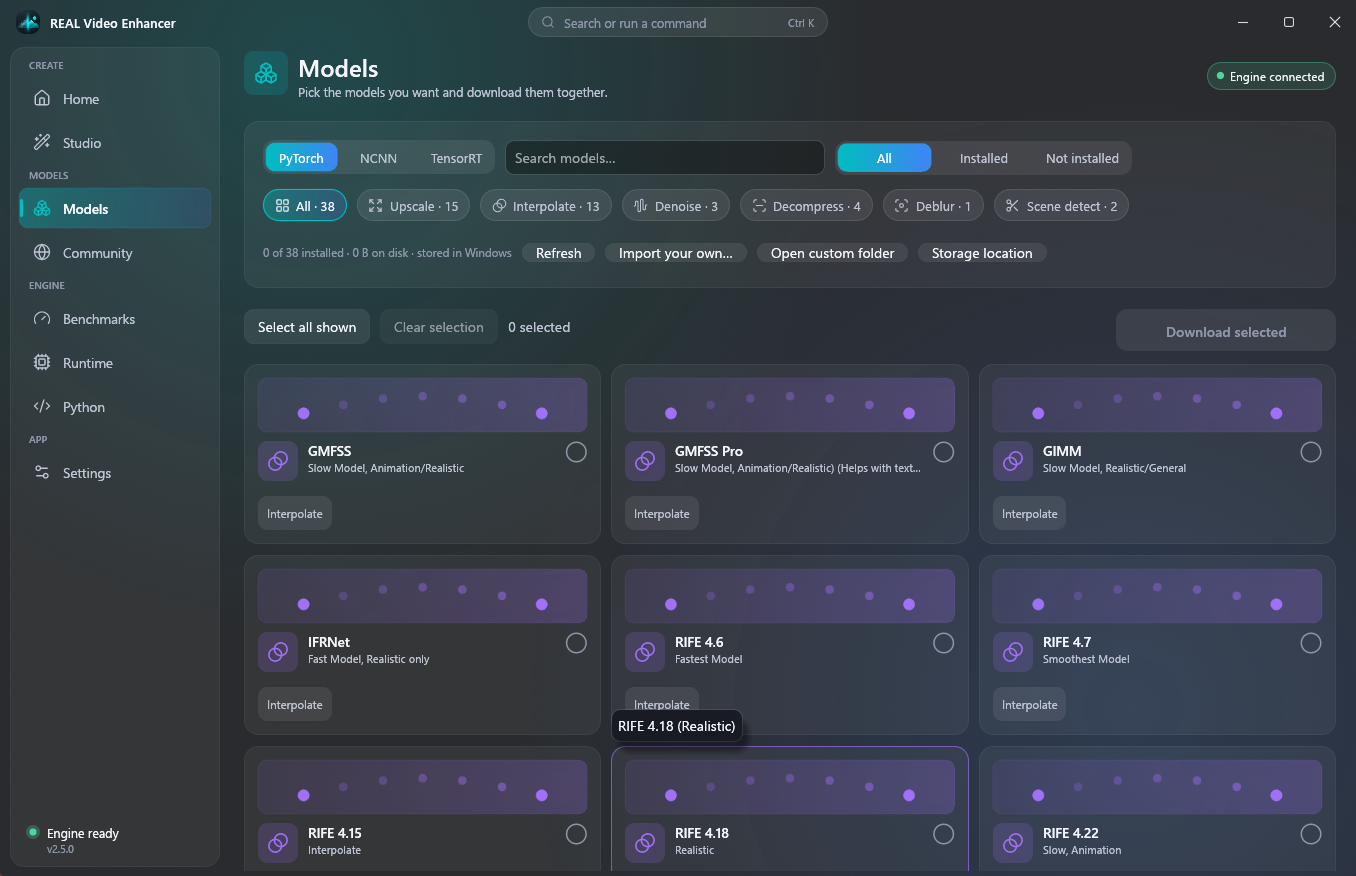 REAL Video Enhancer
Search or run a command
Ctrl K
CREATE
Home
Studio
MODELS
Models
Community
ENGINE
Benchmarks
Runtime
Python
APP
Settings
Engine ready
v2.5.0
Models
Pick the models you want and download them together.
Engine connected
PyTorch
NCNN
TensorRT
Search models...
All
Installed
Not installed
All · 38
Upscale · 15
Interpolate · 13
Denoise · 3
Decompress · 4
Deblur · 1
Scene detect · 2
0 of 38 installed · 0 B on disk · stored in Windows
Refresh
Import your own...
Open custom folder
Storage location
Select all shown
Clear selection
0 selected
Download selected
GMFSS
Slow Model, Animation/Realistic
Interpolate
GMFSS Pro
Slow Model, Animation/Realistic) (Helps with text...
Interpolate
GIMM
Slow Model, Realistic/General
Interpolate
IFRNet
Fast Model, Realistic only
Interpolate
RIFE 4.6
Fastest Model
Interpolate
RIFE 4.7
Smoothest Model
Interpolate
RIFE 4.18 (Realistic)
RIFE 4.15
Interpolate
RIFE 4.18
Realistic
RIFE 4.22
Slow, Animation